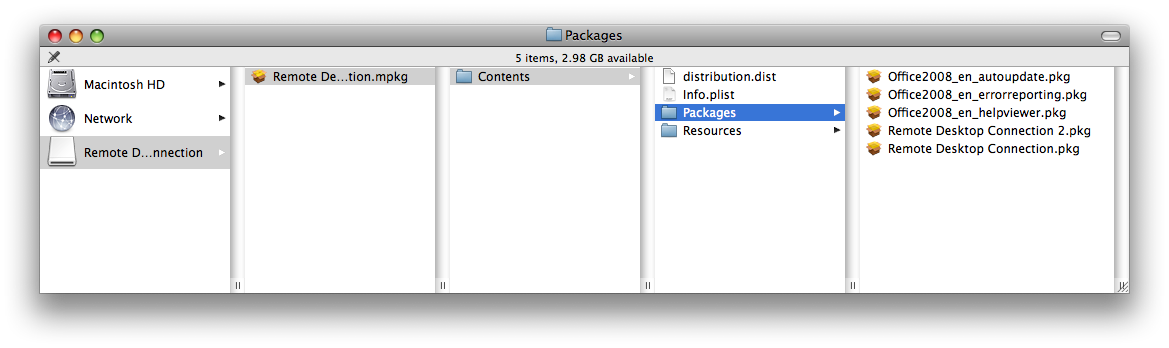 Packages
5 items, 2.98 GB available
Macintosh HD
Network
Remote D...nnection
Remote De...tion.mpkg
Contents
distribution.dist
Info.plist
Packages
Resources
Office2008_en_autoupdate.pkg
Office2008_en_errorreporting.pkg
Office2008_en_helpviewer.pkg
Remote Desktop Connection 2.pkg
Remote Desktop Connection.pkg